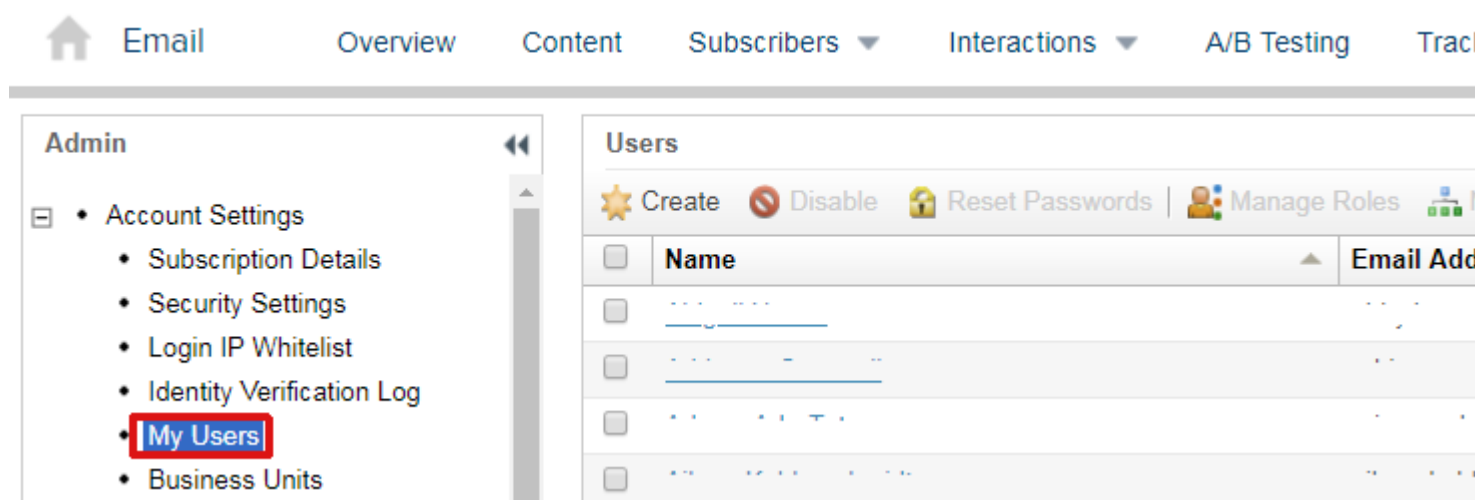 Email Overview Content Subscribers Interactions A/B Testing
Admin
Account Settings
Subscription Details
Security Settings
Login IP Whitelist
Identity Verification Log
My Users
Business Units
Users
Create Disable Reset Passwords Manage Roles
Name Email